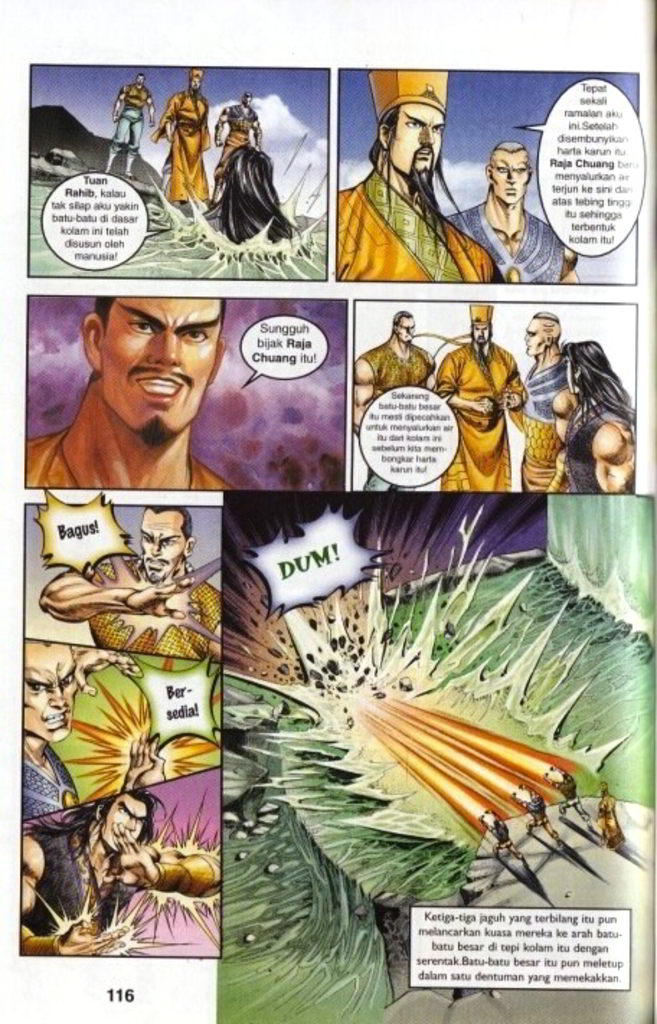 Tuan
Rahib, kalau
tak silap aku yakin
batu-batu di dasar
kolam ini telah
disusun oleh
manusia!
Tepat
sekali
ramalan aku
ini.Setelah
disembunyikan
harta karun itu
Raja Chuang baru
menyalurkan air
terjun ke sini dari
atas tebing tinggi
itu sehingga
terbentuk
kolam itu!
Sungguh
bijak Raja
Chuang itu!
Sekarang
batu-batu besar
itu mesti dipecahkan
untuk menyalurkan air
itu dari kolam ini
sebelum kita mem-
bongkar harta
karun itu!
Bagus!
Ber-
sedia!
DUM!
Ketiga-tiga jaguh yang terbilang itu pun
melancarkan kuasa mereka ke arah batu-
batu besar di tepi kolam itu dengan
serentak.Batu-batu besar itu pun meletup
dalam satu dentuman yang memekakkan.
116